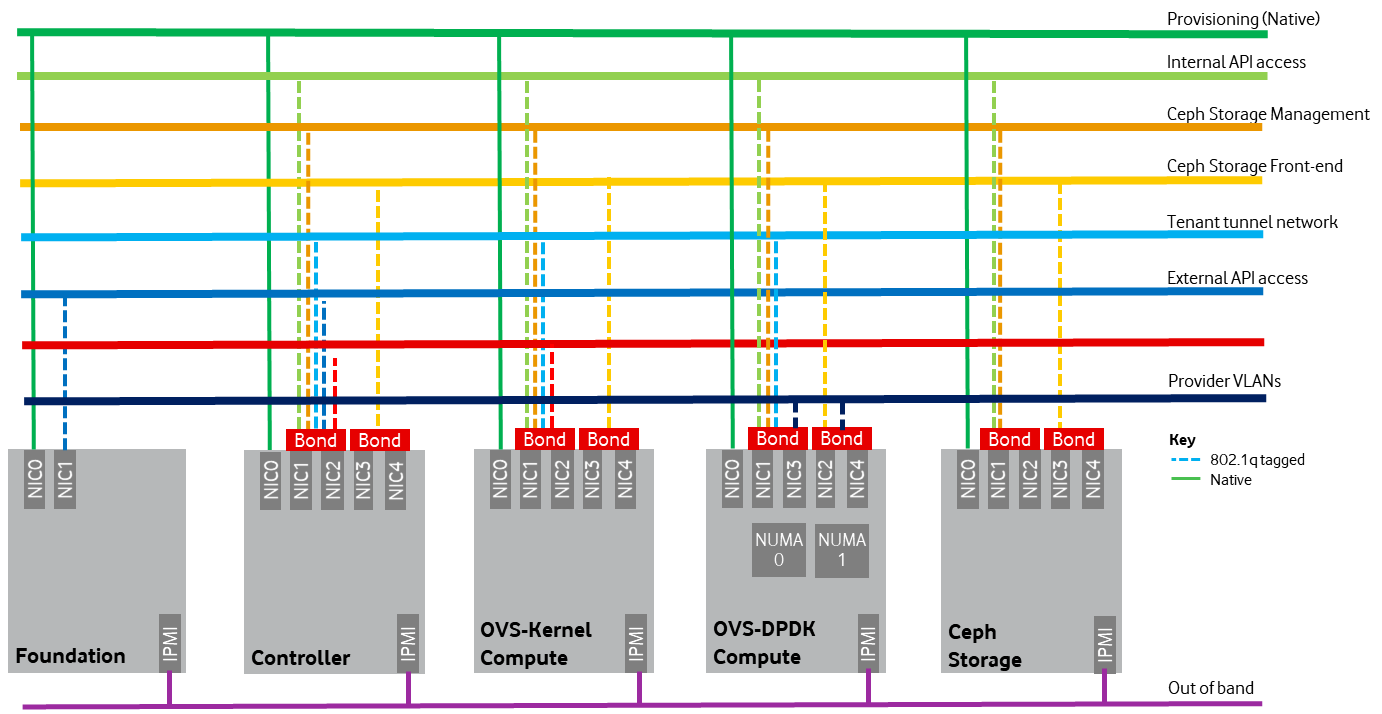 Provisioning (Native)
Internal API access
Ceph Storage Management
Ceph Storage Front-end
Tenant tunnel network
External API access
Provider VLANs
Key
802.1q tagged
Native
Bond Bond Bond Bond Bond Bond Bond Bond
NIC0 NIC1
NIC0 NIC1 NIC2 NIC3 NIC4
NIC0 NIC1 NIC2 NIC3 NIC4
NIC0 NIC1 NIC3 NIC2 NIC4
NIC0 NIC1 NIC2 NIC3 NIC4
NUMA
0
NUMA
1
Foundation
IPMI
Controller
IPMI
OVS-Kernel
Compute
IPMI
OVS-DPDK
Compute
IPMI
Ceph
Storage
IPMI
Out of band